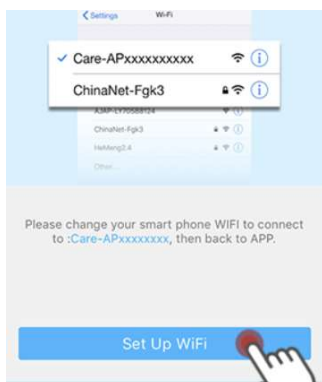 Settings Wi-Fi
Care-APxxxxxxxxxx
ChinaNet-Fgk3
ChinaNet-Fgk3
HeMeng2.4
Other...
Please change your smart phone WIFI to connect
to :Care-APxxxxxxxx, then back to APP.
Set Up WiFi